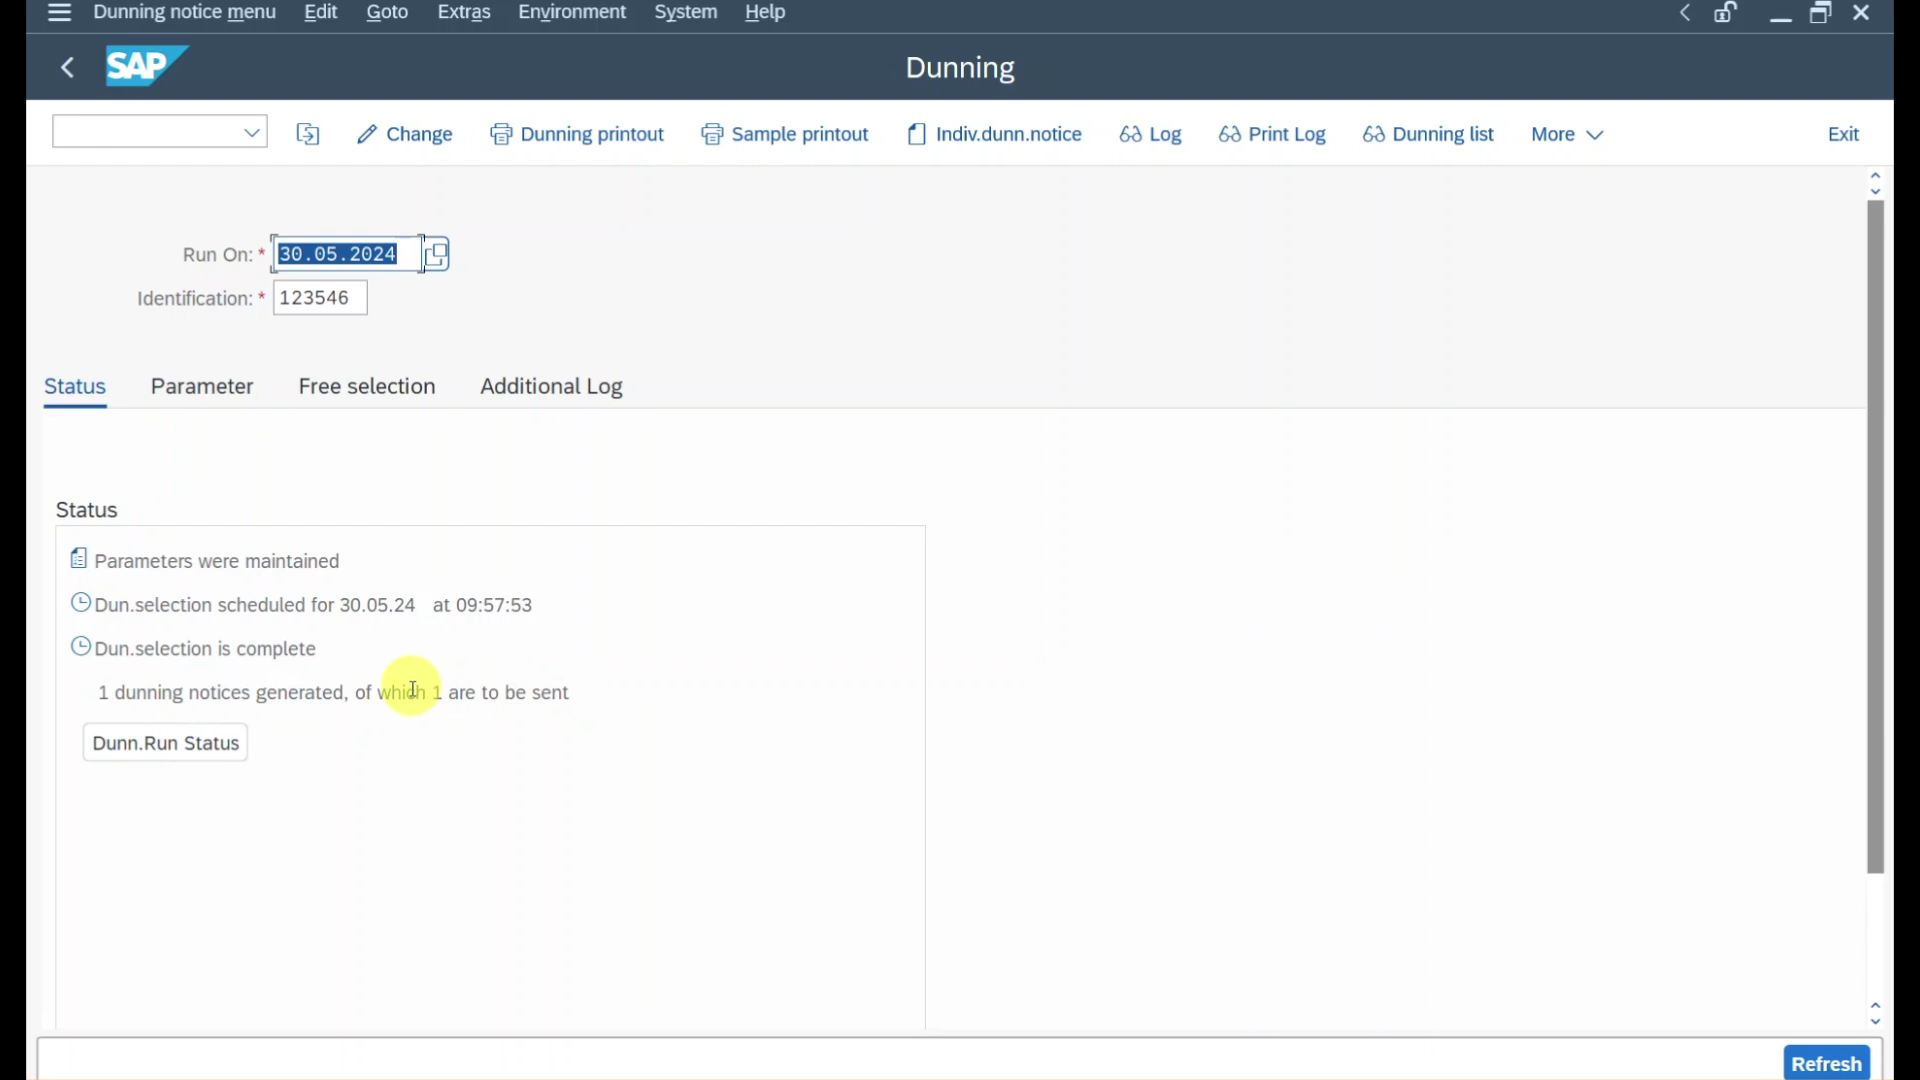 Dunning notice menu Edit Goto Extras Environment System Help
SAP Dunning
Change Dunning printout Sample printout Indiv.dunn.notice Log Print Log Dunning list More Exit
Run On: * 30.05.2024
Identification: * 123546
Status Parameter Free selection Additional Log
Status
Parameters were maintained
Dun.selection scheduled for 30.05.24 at 09:57:53
Dun.selection is complete
1 dunning notices generated, of which 1 are to be sent
Dunn.Run Status
Refresh